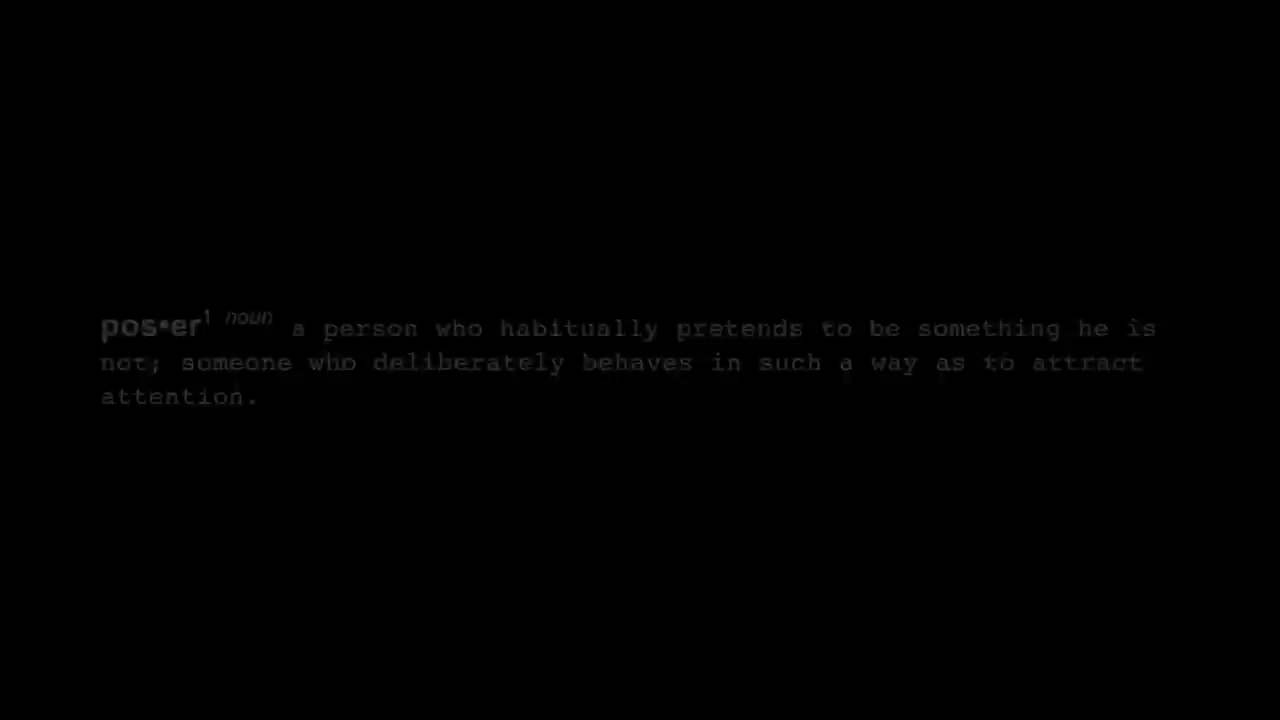 pos•er¹ noun a person who habitually pretends to be something he is
not; someone who deliberately behaves in such a way as to attract
attention.